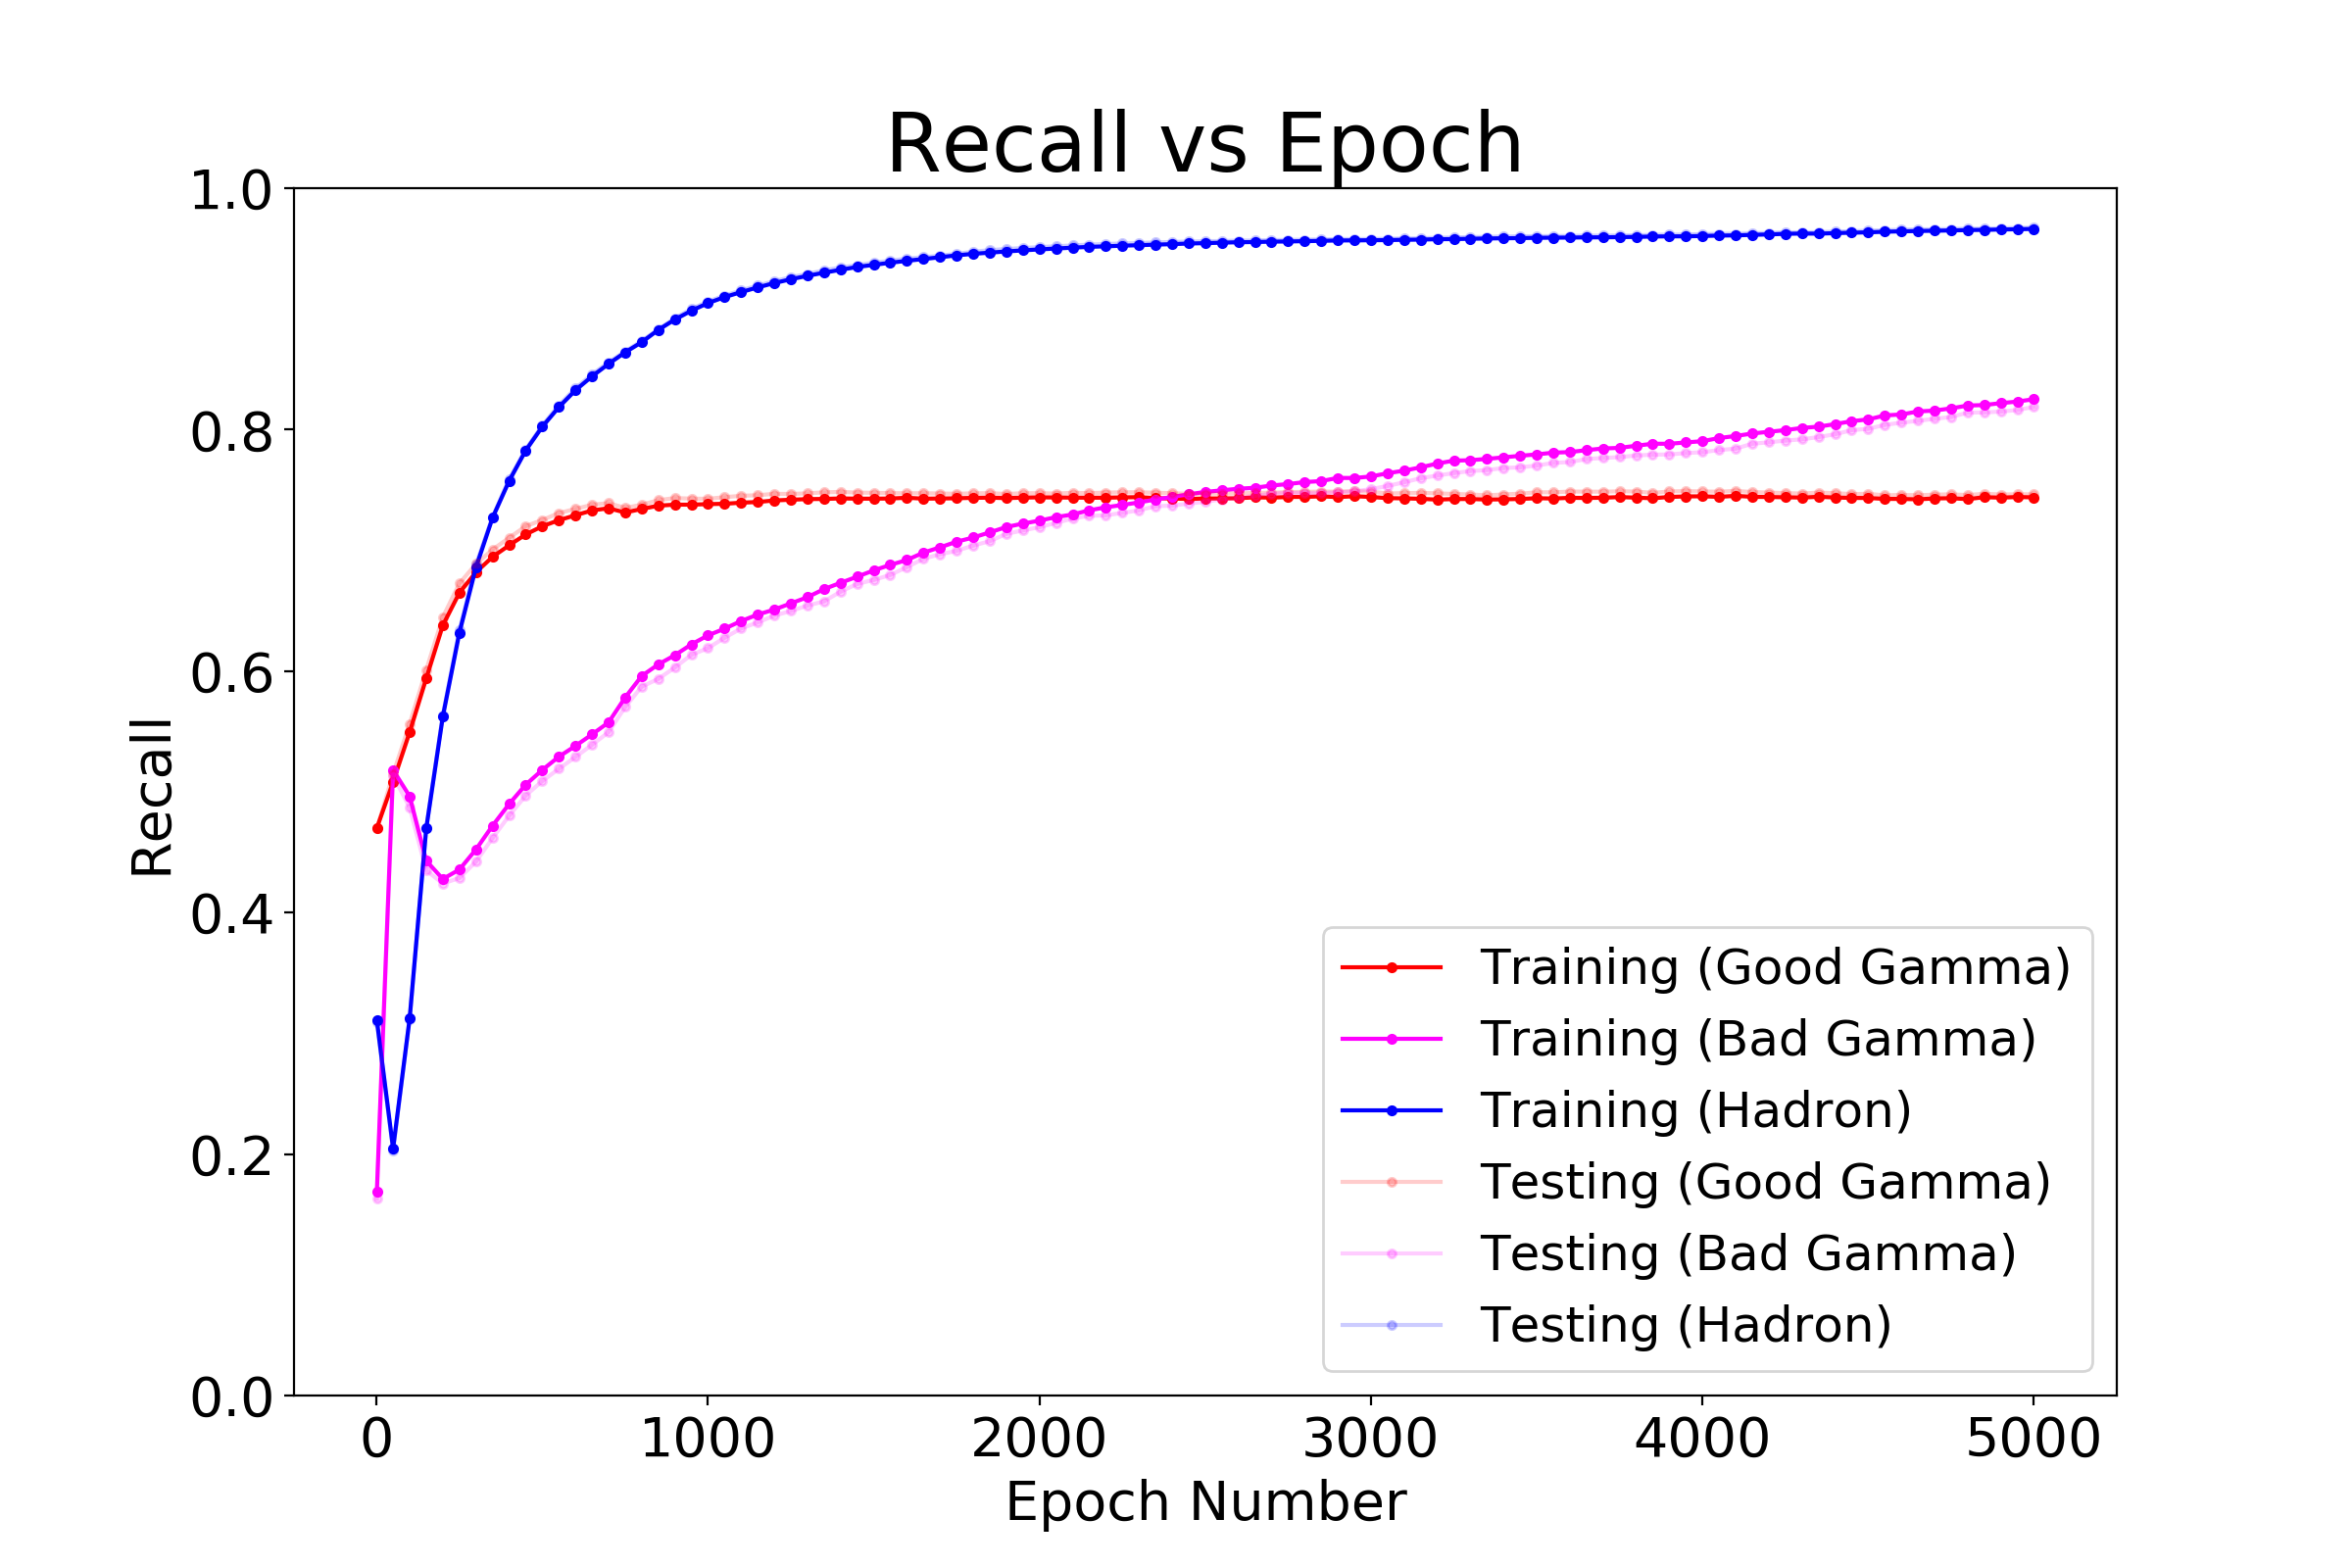 Recall vs Epoch
1.0
0.8
0.6
0.4
0.2
0.0
Recall
0 1000 2000 3000 4000 5000
Epoch Number
Training (Good Gamma)
Training (Bad Gamma)
Training (Hadron)
Testing (Good Gamma)
Testing (Bad Gamma)
Testing (Hadron)